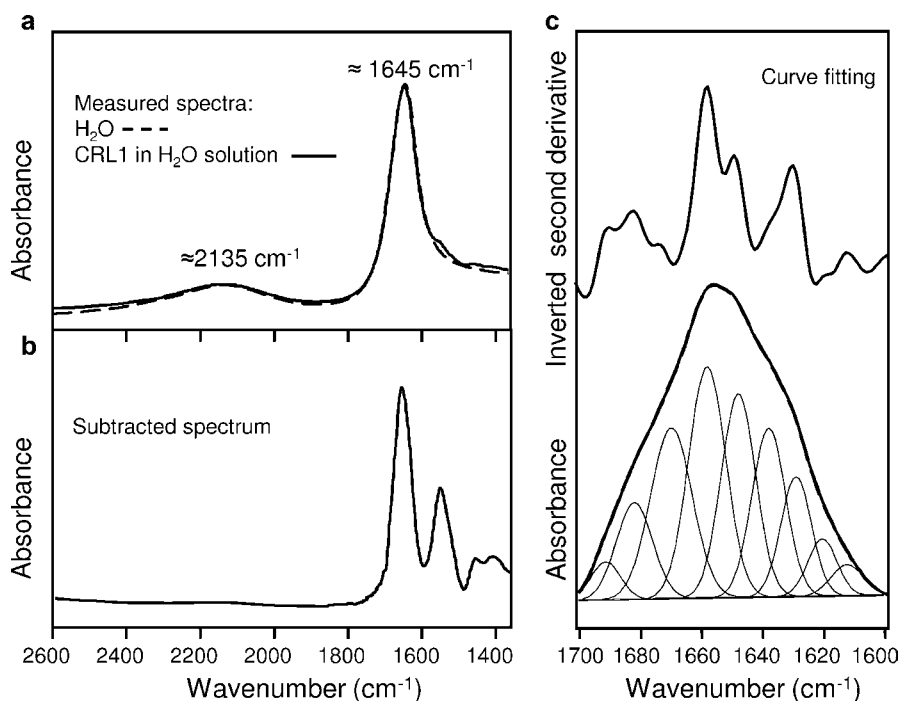 a
≈ 1645 cm⁻¹
Measured spectra:
H₂O ----
CRL1 in H₂O solution ——
≈2135 cm⁻¹
Absorbance
b
Subtracted spectrum
Absorbance
2600 2400 2200 2000 1800 1600 1400
Wavenumber (cm⁻¹)
c
Curve fitting
Inverted second derivative
Absorbance
1700 1680 1660 1640 1620 1600
Wavenumber (cm⁻¹)